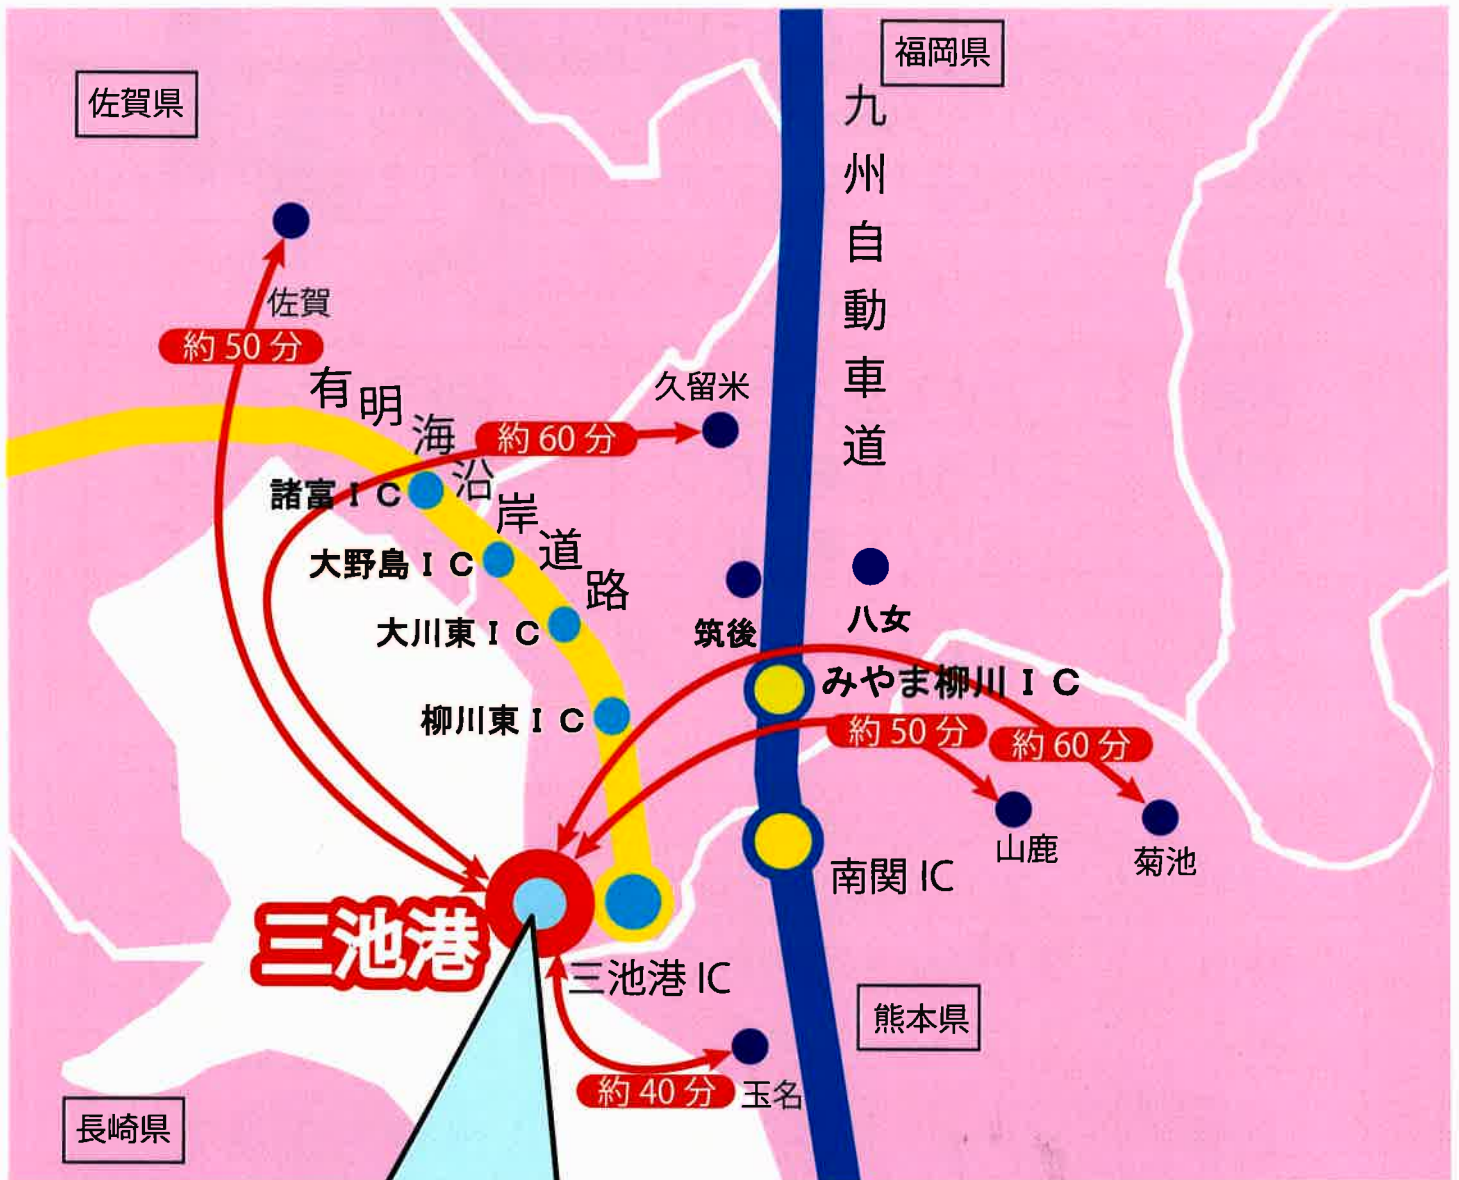 福岡県
佐賀県
九州自動車道
佐賀
約50分
有明海沿岸道路
久留米
約60分
諸富ＩＣ
大野島ＩＣ
大川東ＩＣ
筑後
八女
みやま柳川ＩＣ
柳川東ＩＣ
約50分
約60分
山鹿
菊池
南関IC
三池港
三池港IC
熊本県
約40分
玉名
長崎県